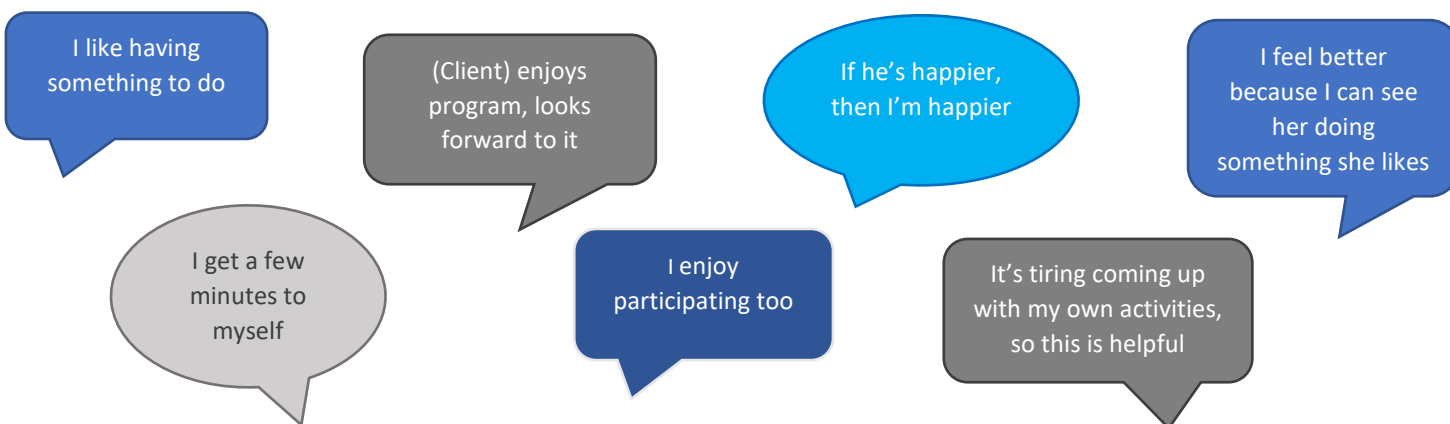 I like having
something to do
(Client) enjoys
program, looks
forward to it
If he’s happier,
then I’m happier
I feel better
because I can see
her doing
something she likes
I get a few
minutes to
myself
I enjoy
participating too
It’s tiring coming up
with my own activities,
so this is helpful